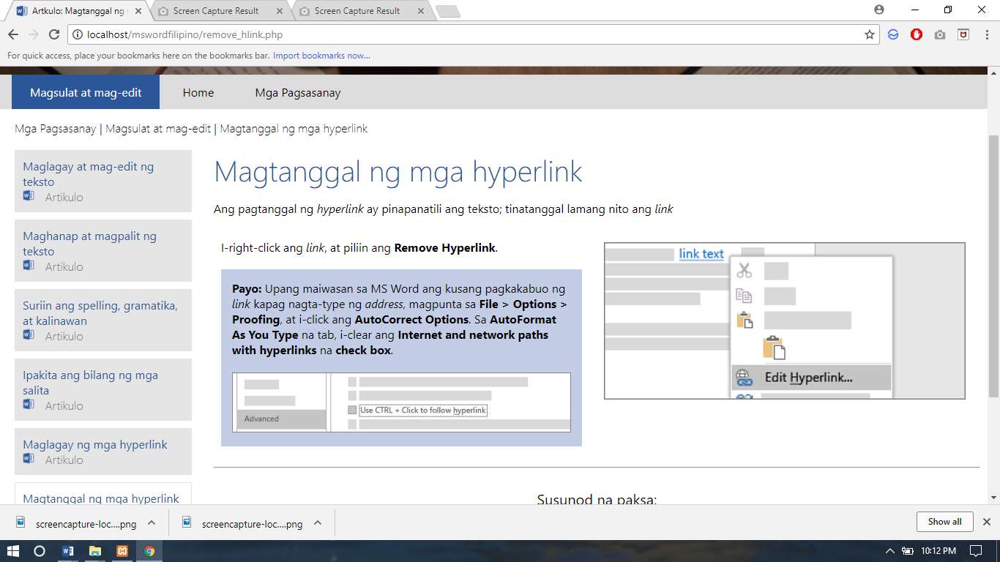 Artkulo: Magtanggal ng
Screen Capture Result
Screen Capture Result
localhost/mswordfilipino/remove_hlink.php
For quick access, place your bookmarks here on the bookmarks bar. Import bookmarks now...
Magsulat at mag-edit
Home
Mga Pagsasanay
Mga Pagsasanay | Magsulat at mag-edit | Magtanggal ng mga hyperlink
Maglagay at mag-edit ng
teksto
Artikulo
Maghanap at magpalit ng
teksto
Artikulo
Suriin ang spelling, gramatika,
at kalinawan
Artikulo
Ipakita ang bilang ng mga
salita
Artikulo
Maglagay ng mga hyperlink
Artikulo
Magtanggal ng mga hyperlink
Magtanggal ng mga hyperlink
Ang pagtanggal ng hyperlink ay pinapanatili ang teksto; tinatanggal lamang nito ang link
I-right-click ang link, at piliin ang Remove Hyperlink.
Payo: Upang maiwasan sa MS Word ang kusang pagkakabuo ng
link kapag nagta-type ng address, magpunta sa File > Options >
Proofing, at i-click ang AutoCorrect Options. Sa AutoFormat
As You Type na tab, i-clear ang Internet and network paths
with hyperlinks na check box.
Use CTRL + Click to follow hyperlink
Advanced
link text
Edit Hyperlink...
Susunod na paksa:
screencapture-loc....png
screencapture-loc....png
Show all
10:12 PM